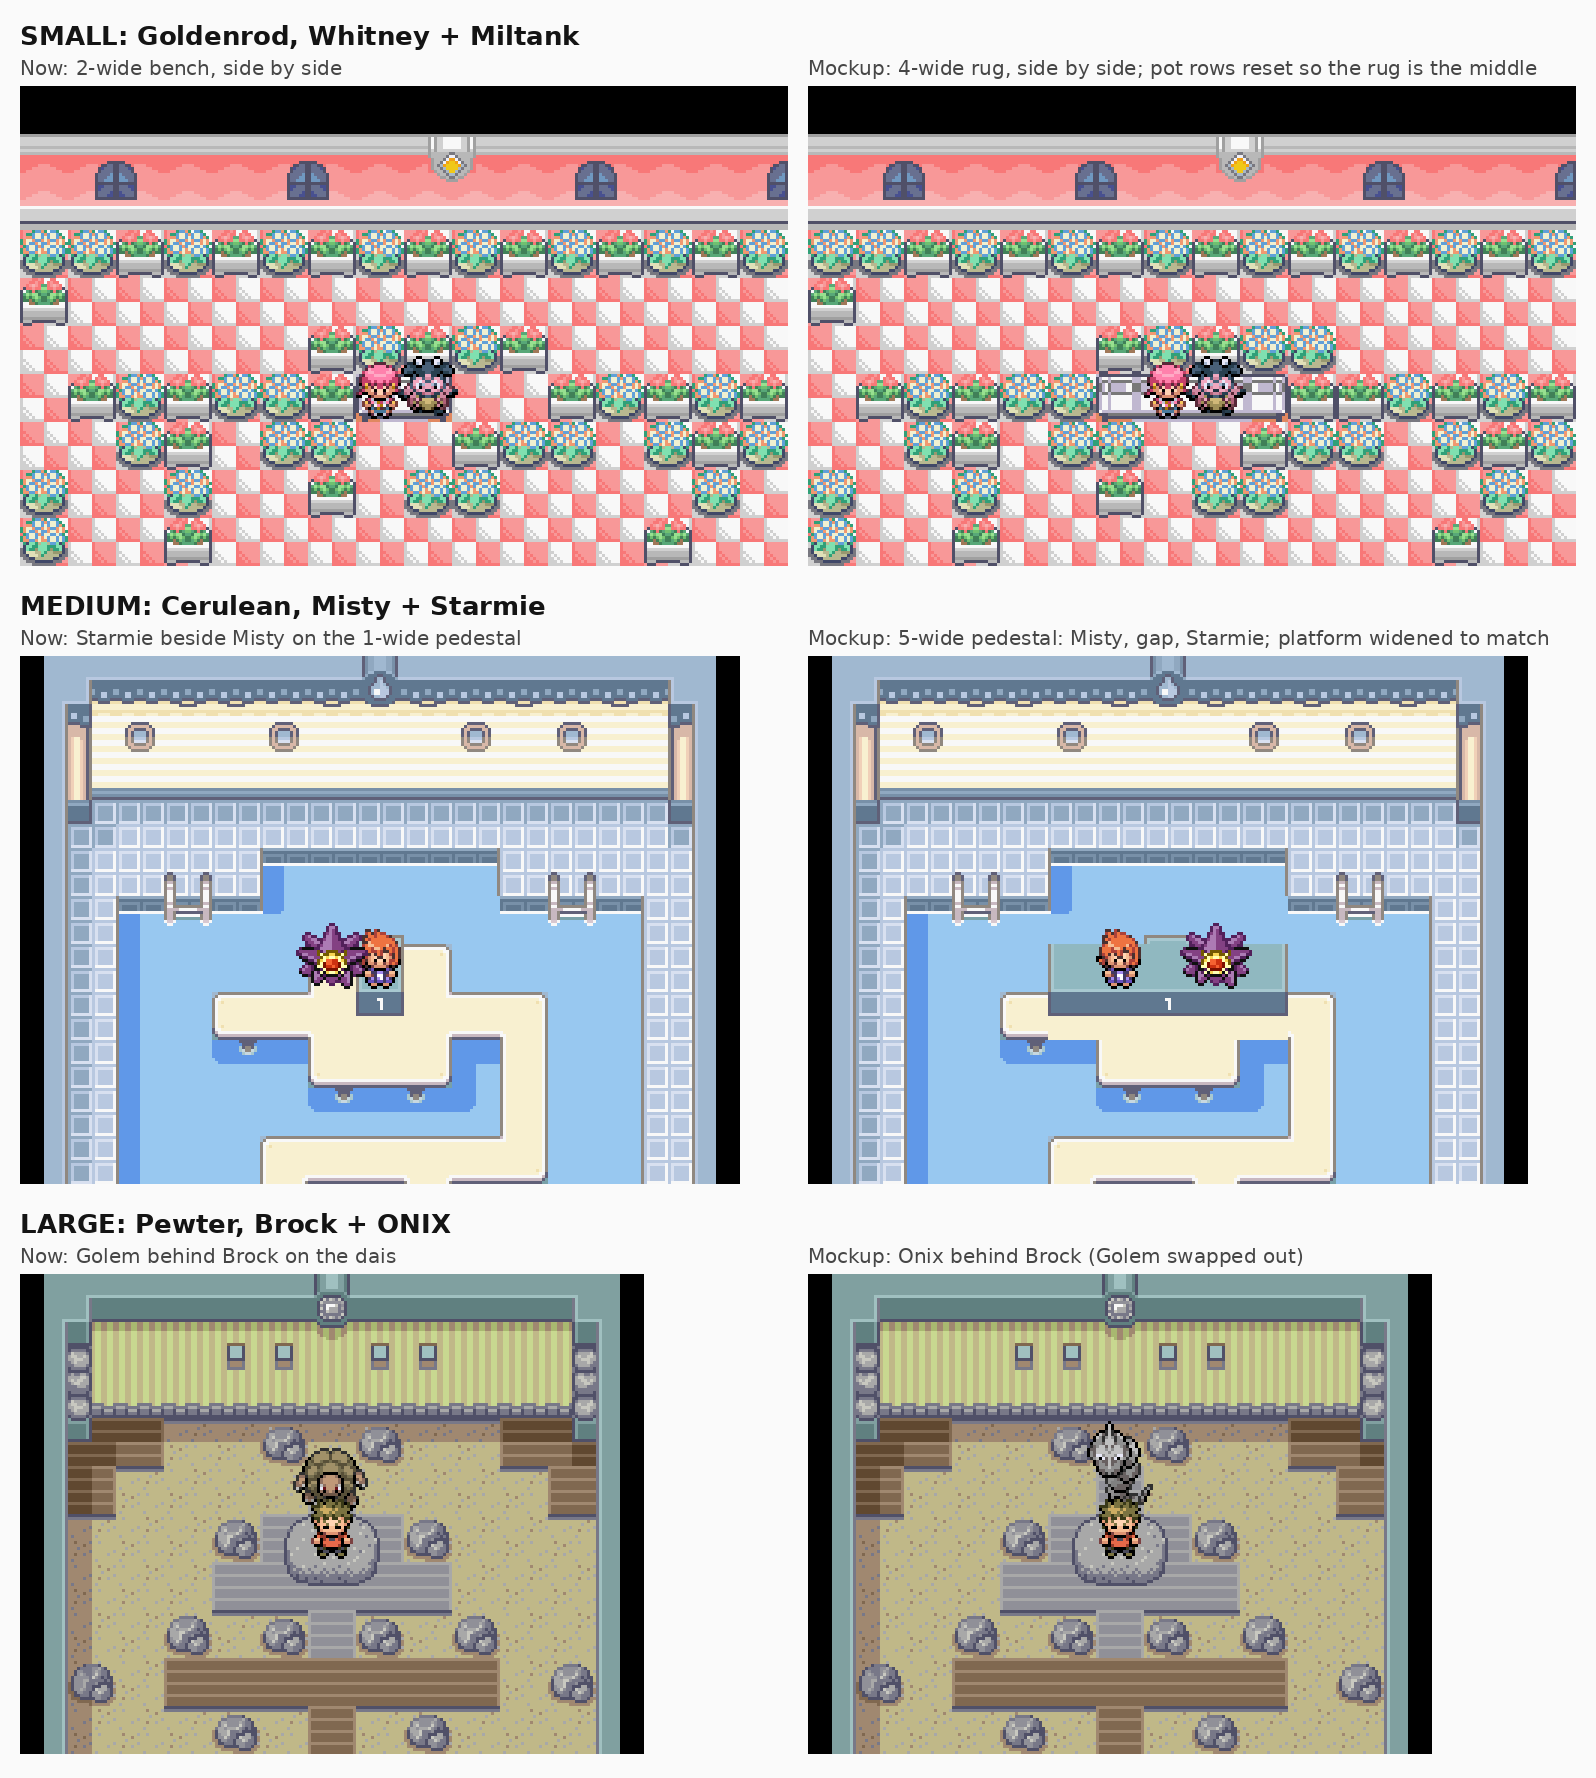 SMALL: Goldenrod, Whitney + Miltank
Now: 2-wide bench, side by side
Mockup: 4-wide rug, side by side; pot rows reset so the rug is the middle
MEDIUM: Cerulean, Misty + Starmie
Now: Starmie beside Misty on the 1-wide pedestal
Mockup: 5-wide pedestal: Misty, gap, Starmie; platform widened to match
1
1
LARGE: Pewter, Brock + ONIX
Now: Golem behind Brock on the dais
Mockup: Onix behind Brock (Golem swapped out)